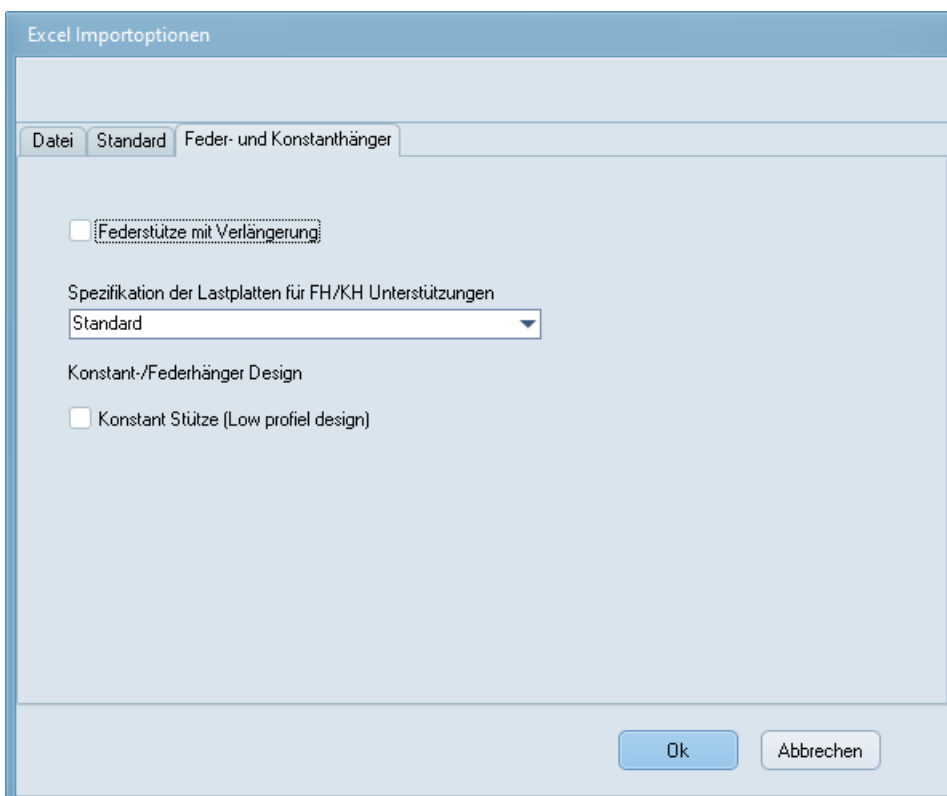 Excel Importoptionen
Datei Standard Feder- und Konstanthänger
Federstütze mit Verlängerung
Spezifikation der Lastplatten für FH/KH Unterstützungen
Standard
Konstant-/Federhänger Design
Konstant Stütze (Low profiel design)
Ok Abbrechen